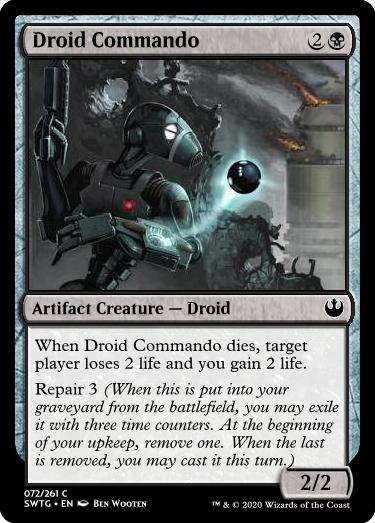 Droid Commando 2
Artifact Creature — Droid
When Droid Commando dies, target
player loses 2 life and you gain 2 life.
Repair 3 (When this is put into your
graveyard from the battlefield, you may exile
it with three time counters. At the beginning
of your upkeep, remove one. When the last
is removed, you may cast it this turn.)
2/2
072/261 C
SWTG • EN Ben Wooten
™ & © 2020 Wizards of the Coast